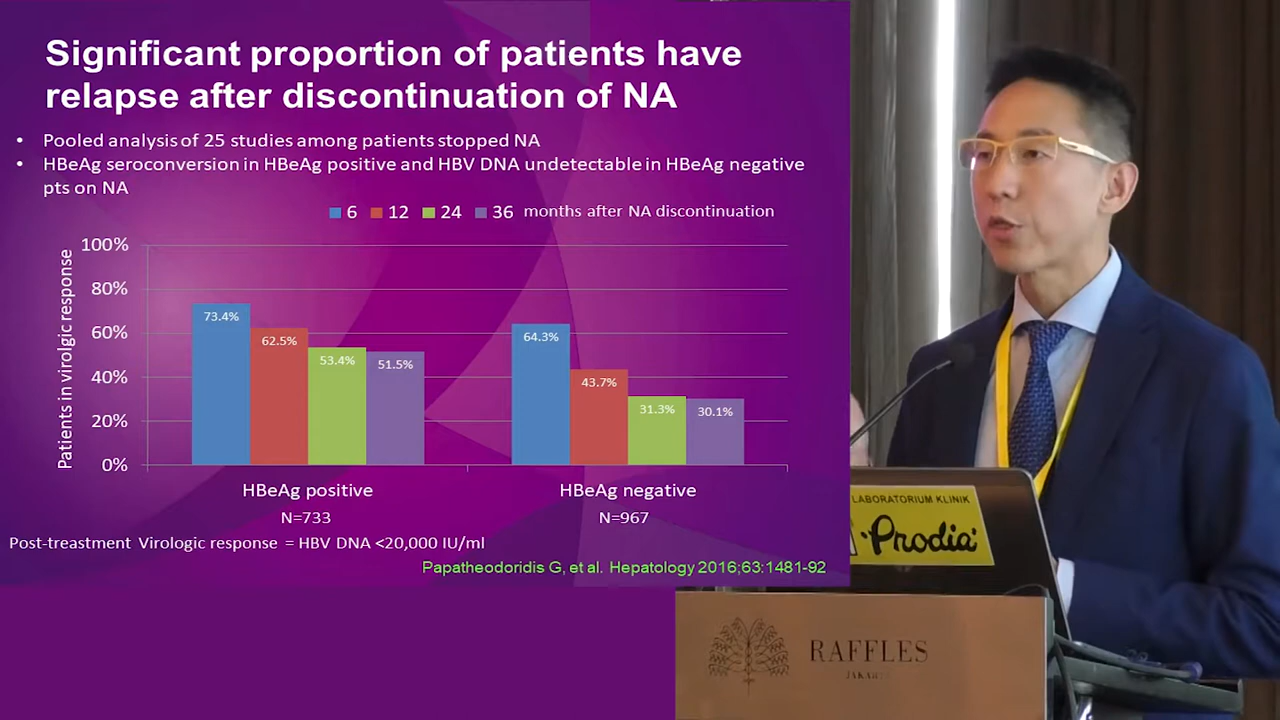 Significant proportion of patients have
relapse after discontinuation of NA
• Pooled analysis of 25 studies among patients stopped NA
• HBeAg seroconversion in HBeAg positive and HBV DNA undetectable in HBeAg negative
pts on NA
6 12 24 36 months after NA discontinuation
Patients in virolgic response
100%
80%
60%
40%
20%
0%
73.4%
62.5%
53.4%
51.5%
64.3%
43.7%
31.3%
30.1%
HBeAg positive
N=733
HBeAg negative
N=967
Post-treatment Virologic response = HBV DNA <20,000 IU/ml
Papatheodoridis G, et al. Hepatology 2016;63:1481-92
LABORATORIUM KLINIK
Prodia
RAFFLES
JAKARTA